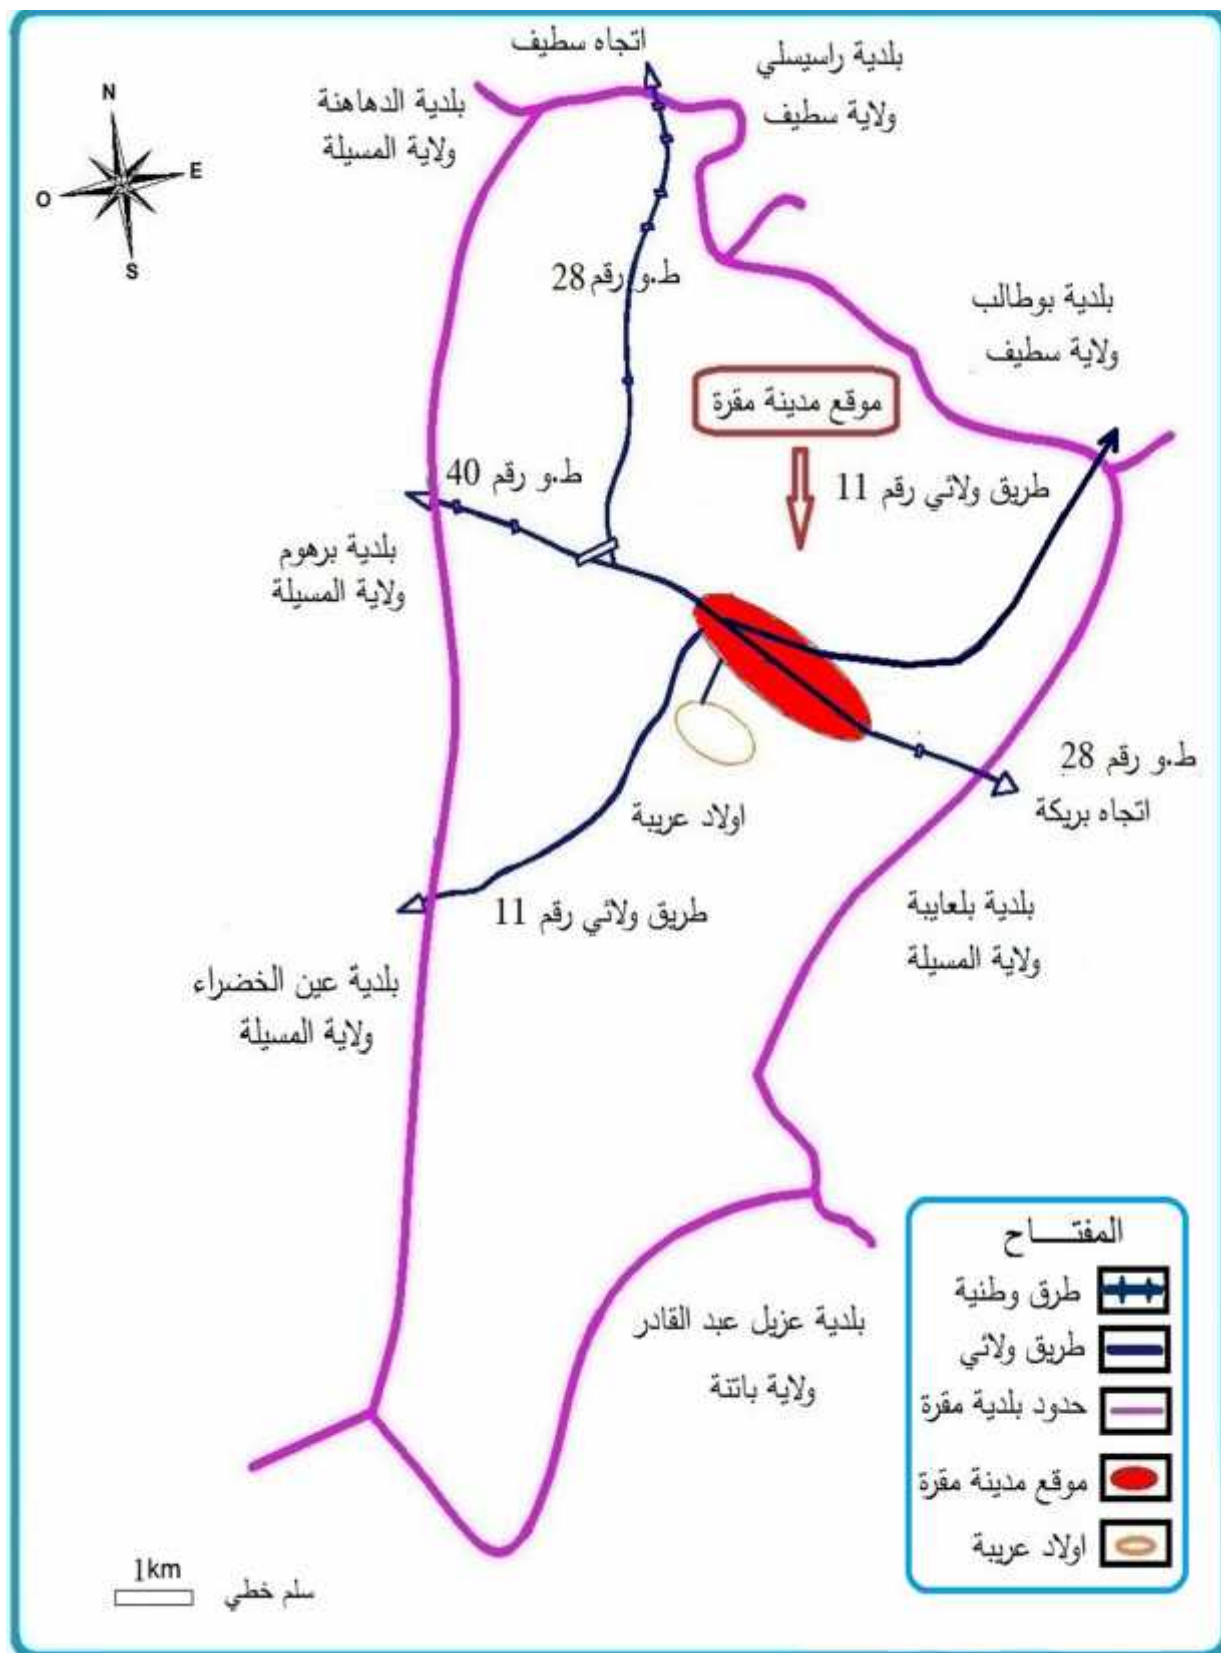 اتجاه سطيف
بلدية راسيسلي
ولاية سطيف
بلدية الدهاهنة
ولاية المسيلة
N
E
O
S
ط.و رقم 28
بلدية بوطالب
ولاية سطيف
موقع مدينة مقرة
ط.و رقم 40
طريق ولائي رقم 11
بلدية برهوم
ولاية المسيلة
ط.و رقم 28
اتجاه بريكة
اولاد عريبة
طريق ولائي رقم 11
بلدية بلعايبة
ولاية المسيلة
بلدية عين الخضراء
ولاية المسيلة
بلدية عزيل عبد القادر
ولاية باتنة
المفتـــاح
طرق وطنية
طريق ولائي
حدود بلدية مقرة
موقع مدينة مقرة
اولاد عريبة
1km
سلم خطي